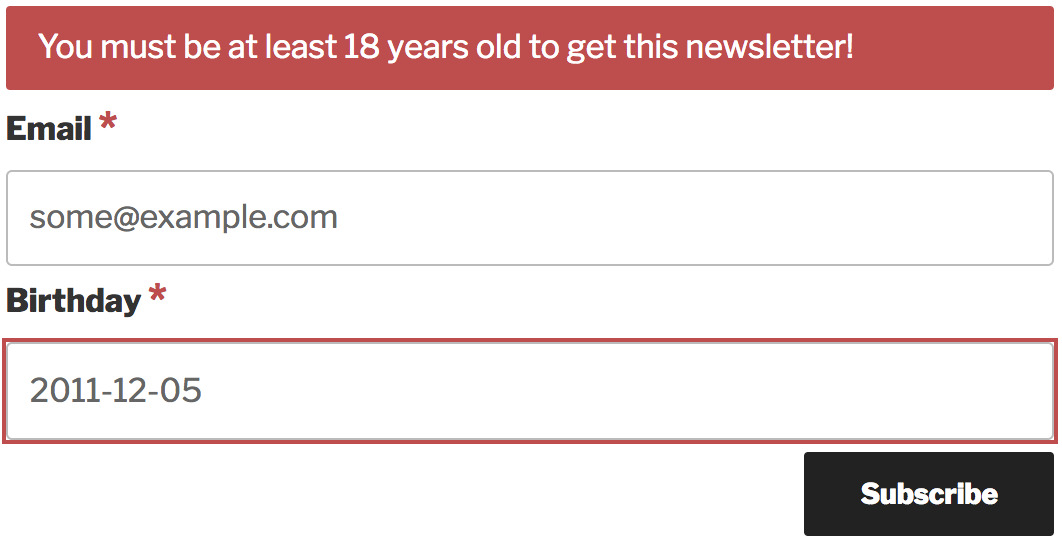 You must be at least 18 years old to get this newsletter!
Email *
some@example.com
Birthday *
2011-12-05
Subscribe